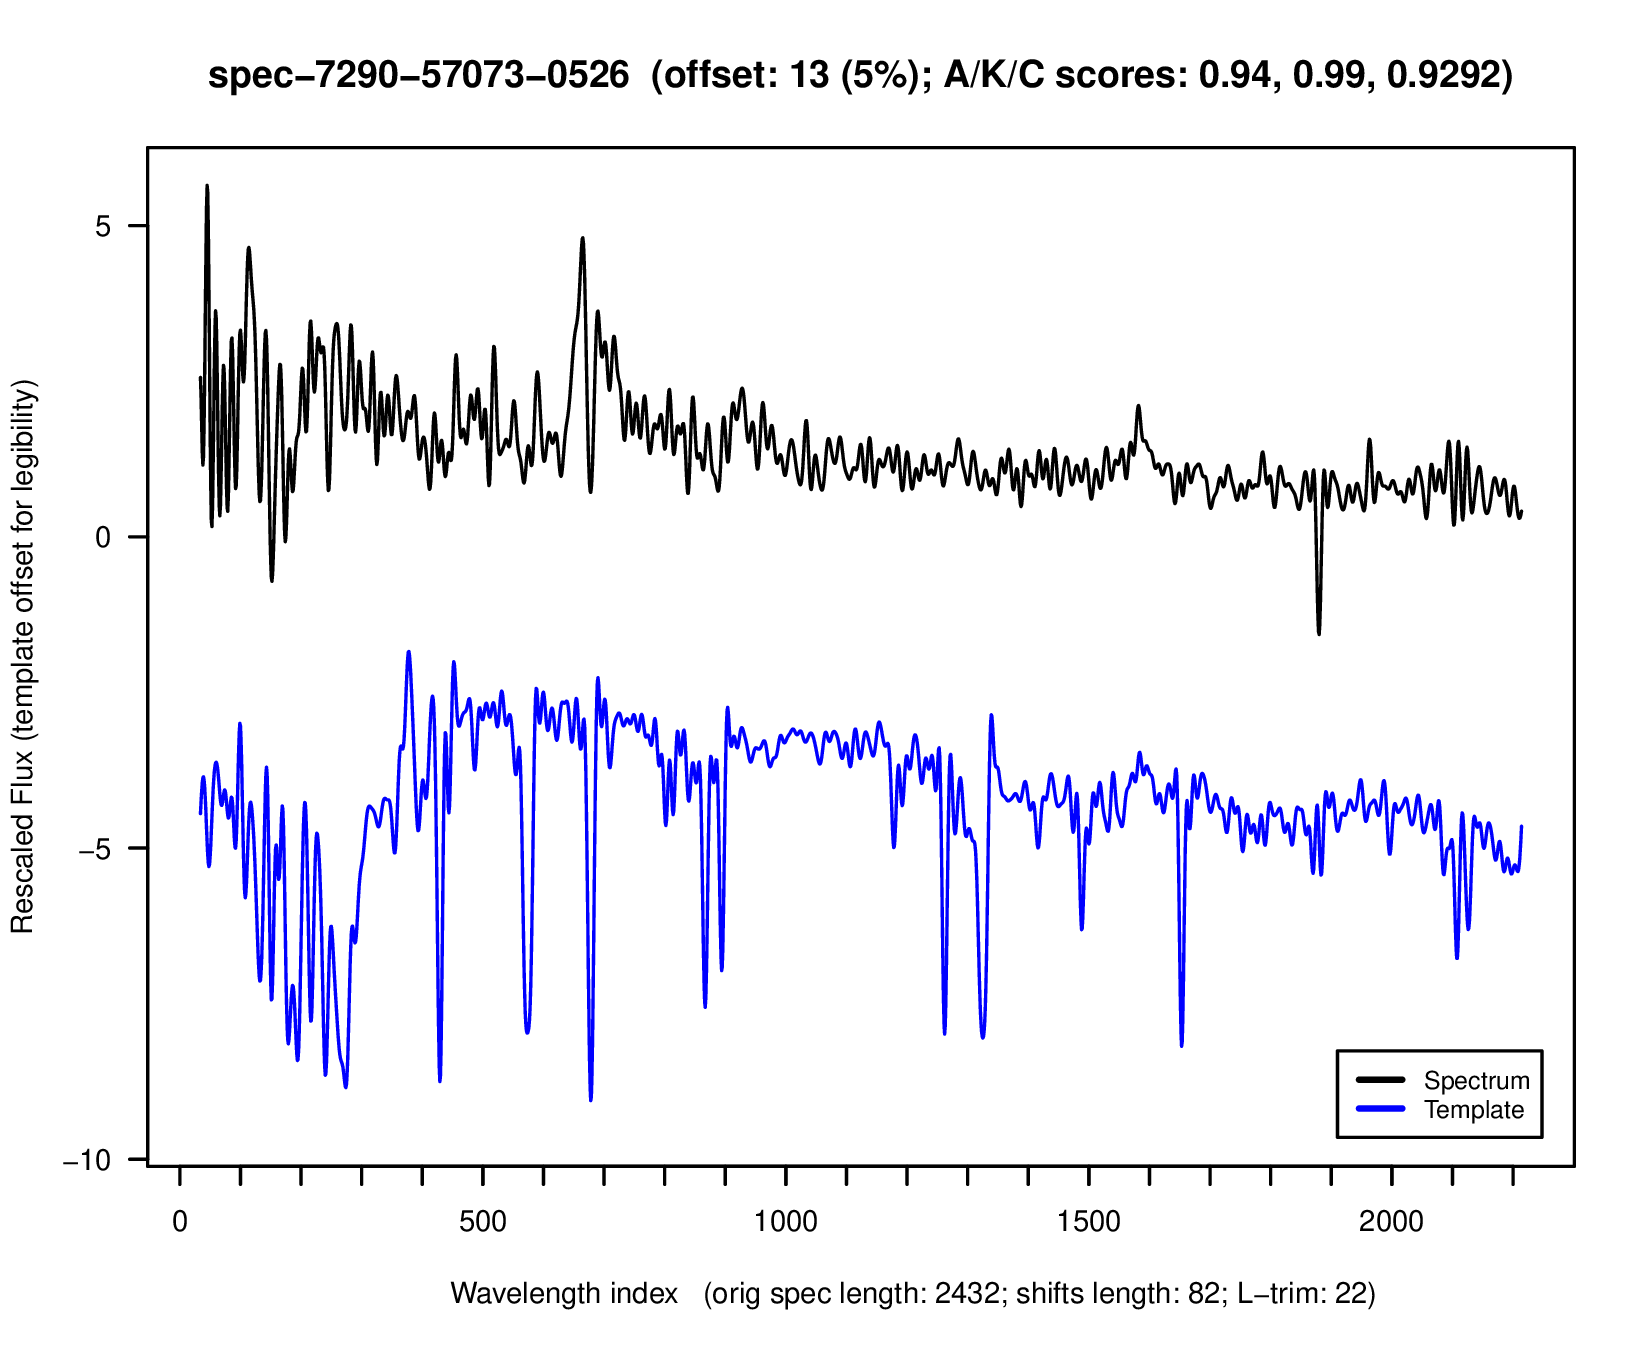 spec−7290−57073−0526  (offset: 13 (5%); A/K/C scores: 0.94, 0.99, 0.9292)
Rescaled Flux (template offset for legibility)
5
0
−5
−10
Spectrum
Template
0 500 1000 1500 2000
Wavelength index   (orig spec length: 2432; shifts length: 82; L−trim: 22)